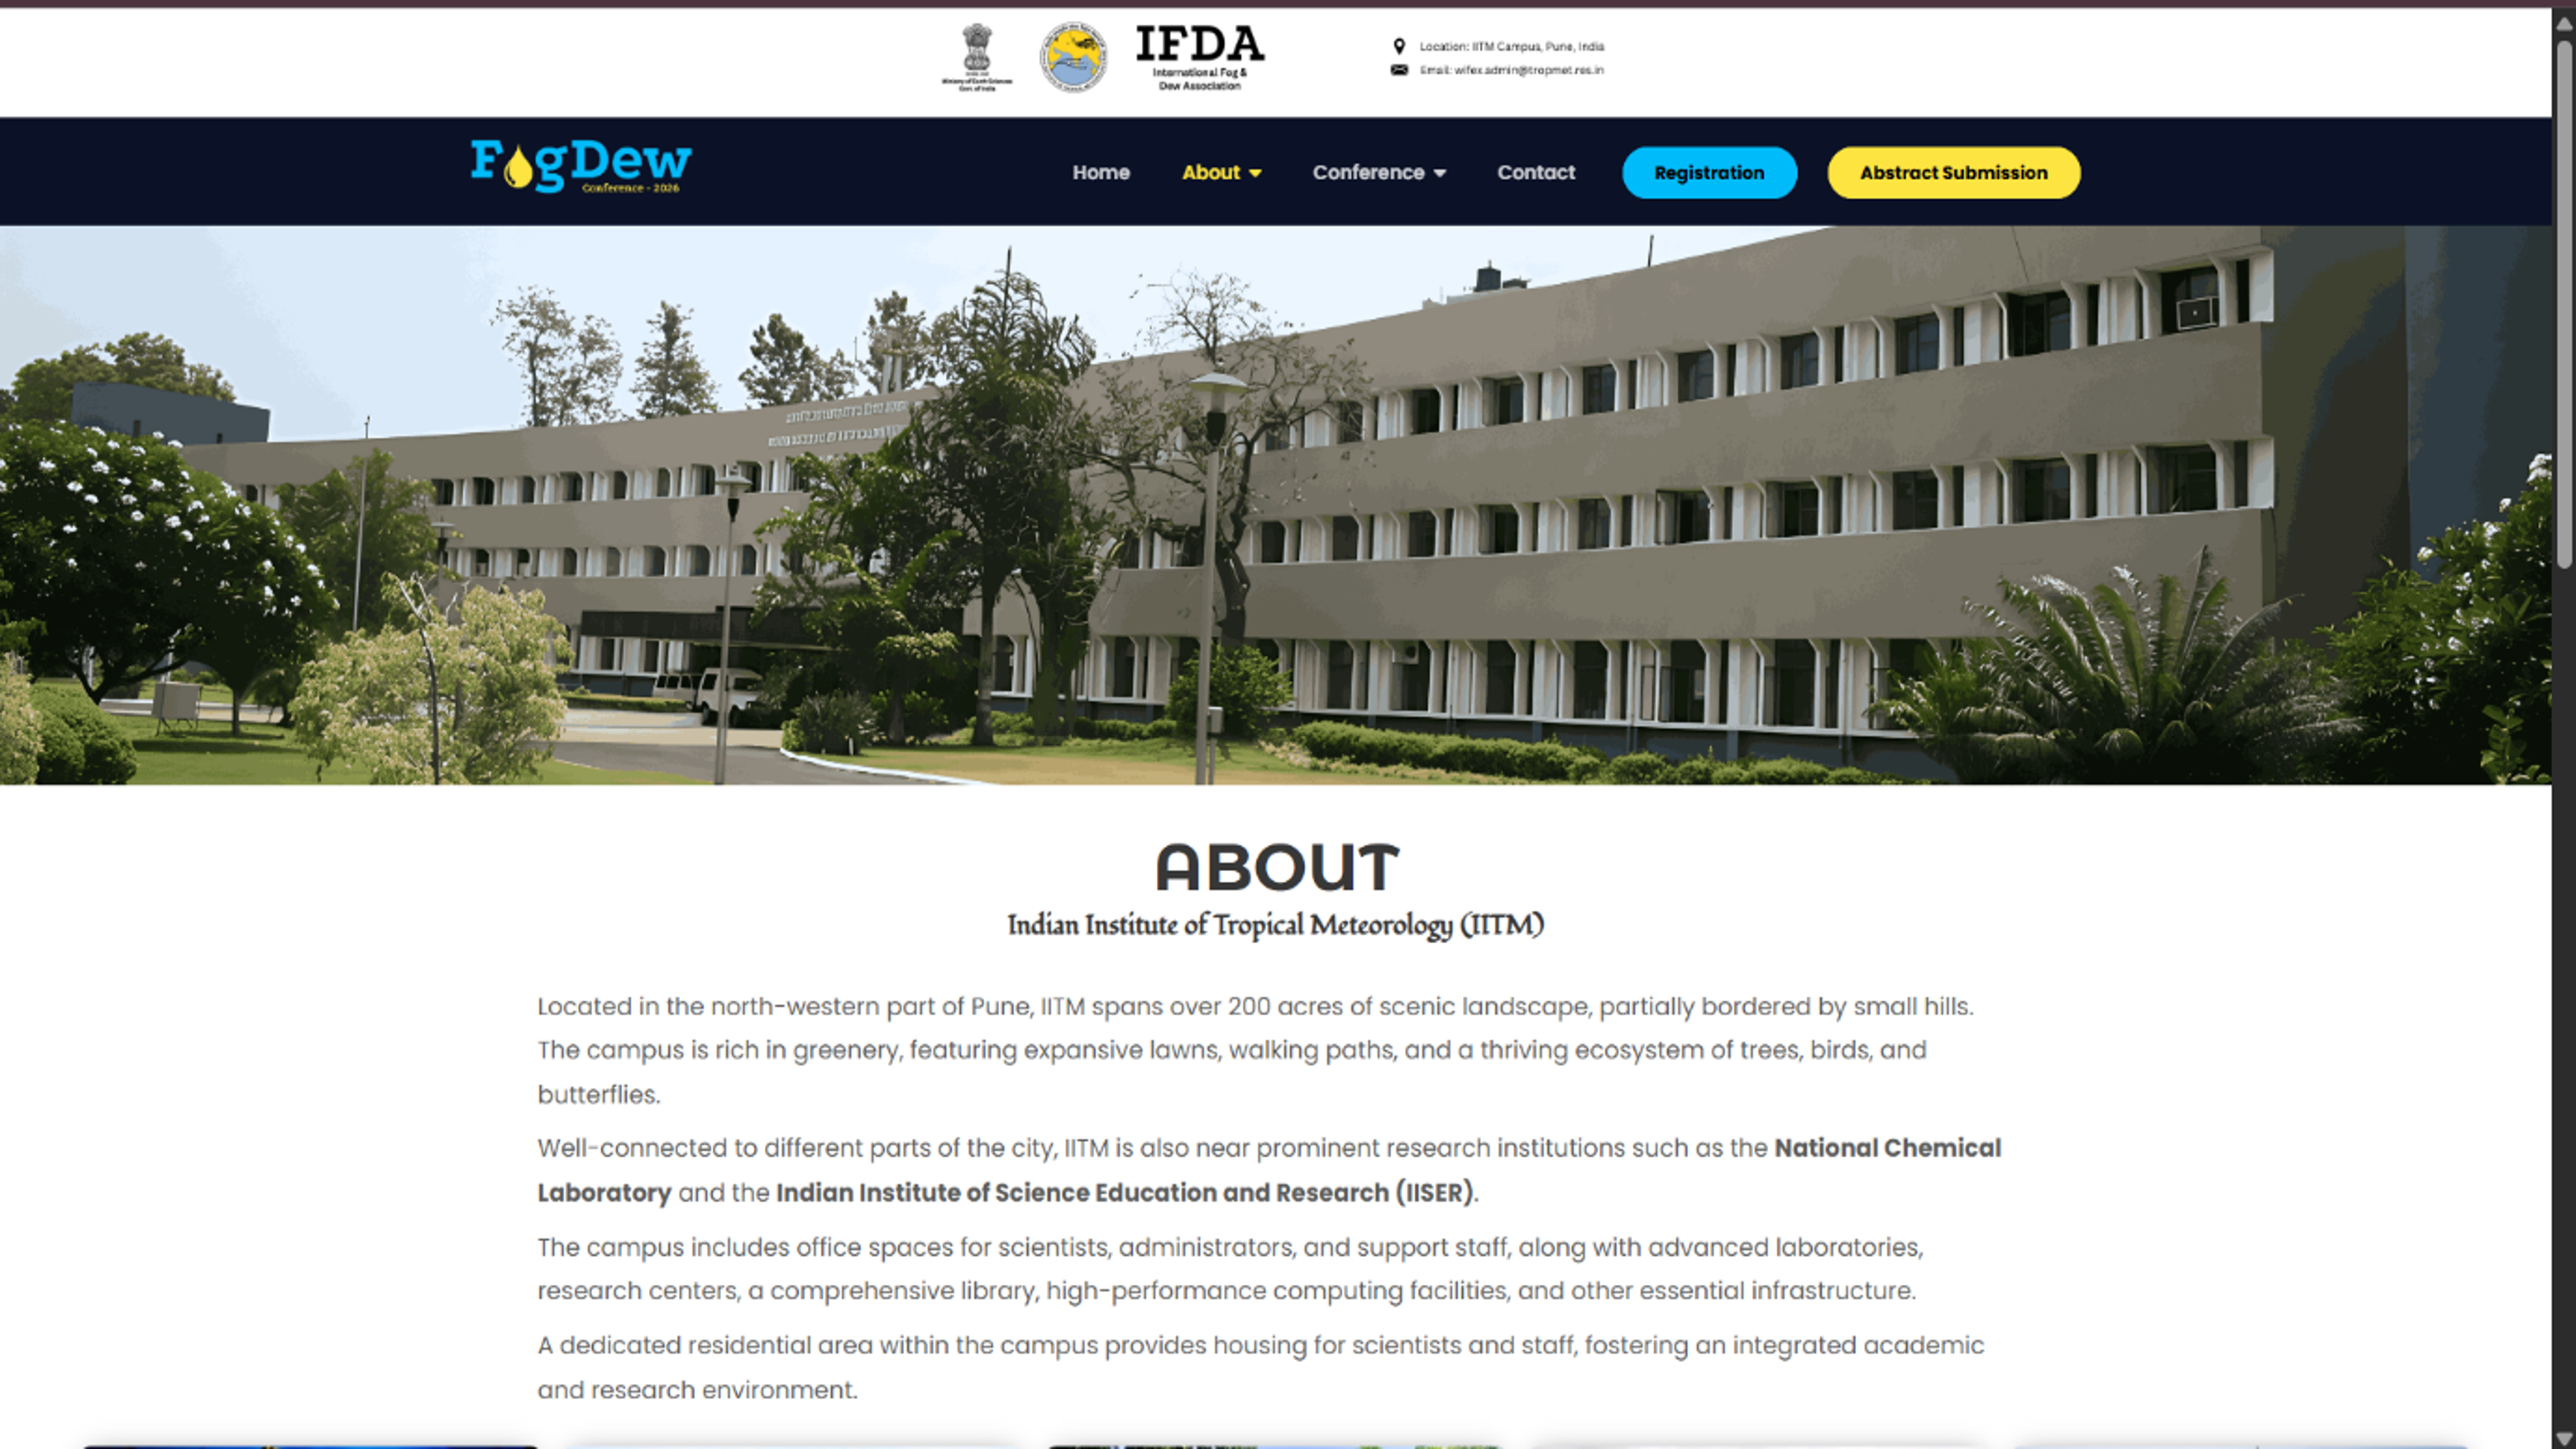 Ministry of Earth Sciences
Govt. of India
IFDA
International Fog &
Dew Association
Location: IITM Campus, Pune, India
Email: wifex.admin@tropmet.res.in
FogDew
Conference - 2026
Home
About
Conference
Contact
Registration
Abstract Submission
ABOUT
Indian Institute of Tropical Meteorology (IITM)
Located in the north-western part of Pune, IITM spans over 200 acres of scenic landscape, partially bordered by small hills.
The campus is rich in greenery, featuring expansive lawns, walking paths, and a thriving ecosystem of trees, birds, and
butterflies.
Well-connected to different parts of the city, IITM is also near prominent research institutions such as the National Chemical
Laboratory and the Indian Institute of Science Education and Research (IISER).
The campus includes office spaces for scientists, administrators, and support staff, along with advanced laboratories,
research centers, a comprehensive library, high-performance computing facilities, and other essential infrastructure.
A dedicated residential area within the campus provides housing for scientists and staff, fostering an integrated academic
and research environment.